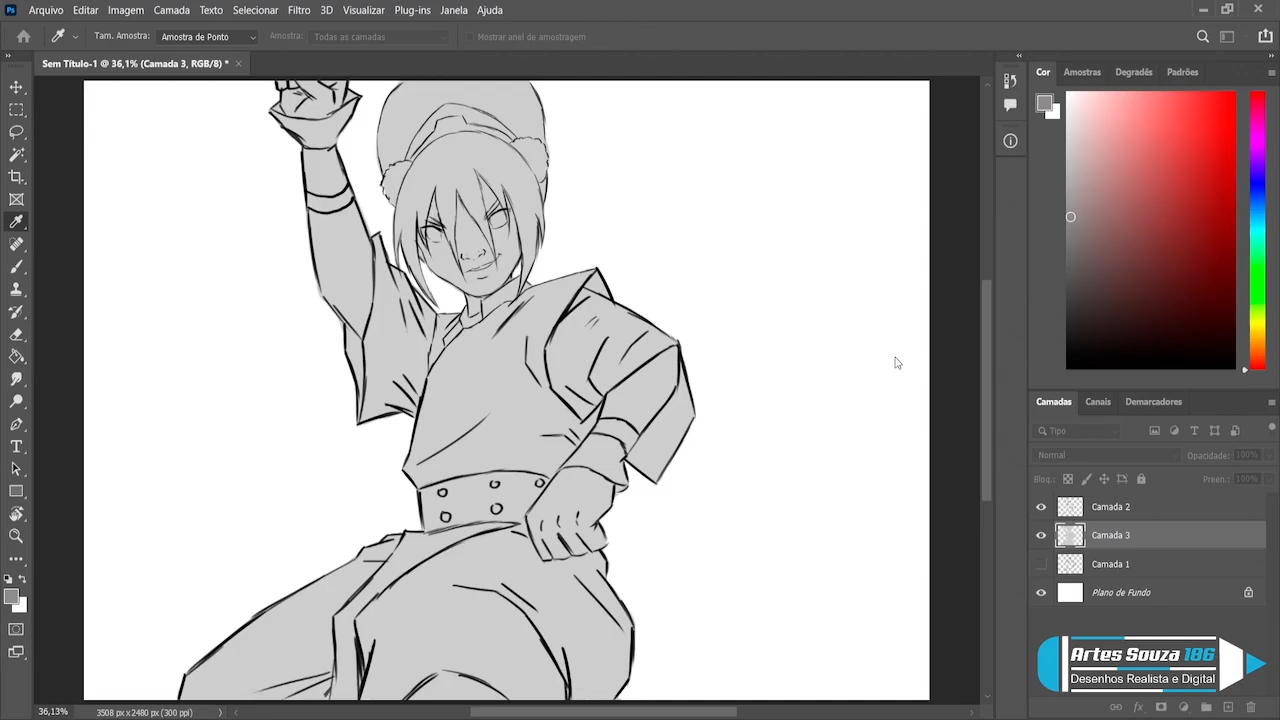 Ps Arquivo Editar Imagem Camada Texto Selecionar Filtro 3D Visualizar Plug-ins Janela Ajuda
Tam. Amostra: Amostra de Ponto Amostra: Todas as camadas Mostrar anel de amostragem
Sem Título-1 @ 36,1% (Camada 3, RGB/8) *
Cor Amostras Degradês Padrões
Camadas Canais Demarcadores
Tipo
Normal Opacidade: 100%
Bloq.: Preen.: 100%
Camada 2
Camada 3
Camada 1
Plano de Fundo
Artes Souza 186
Desenhos Realista e Digital
fx
36,13% 3508 px x 2480 px (300 ppi)